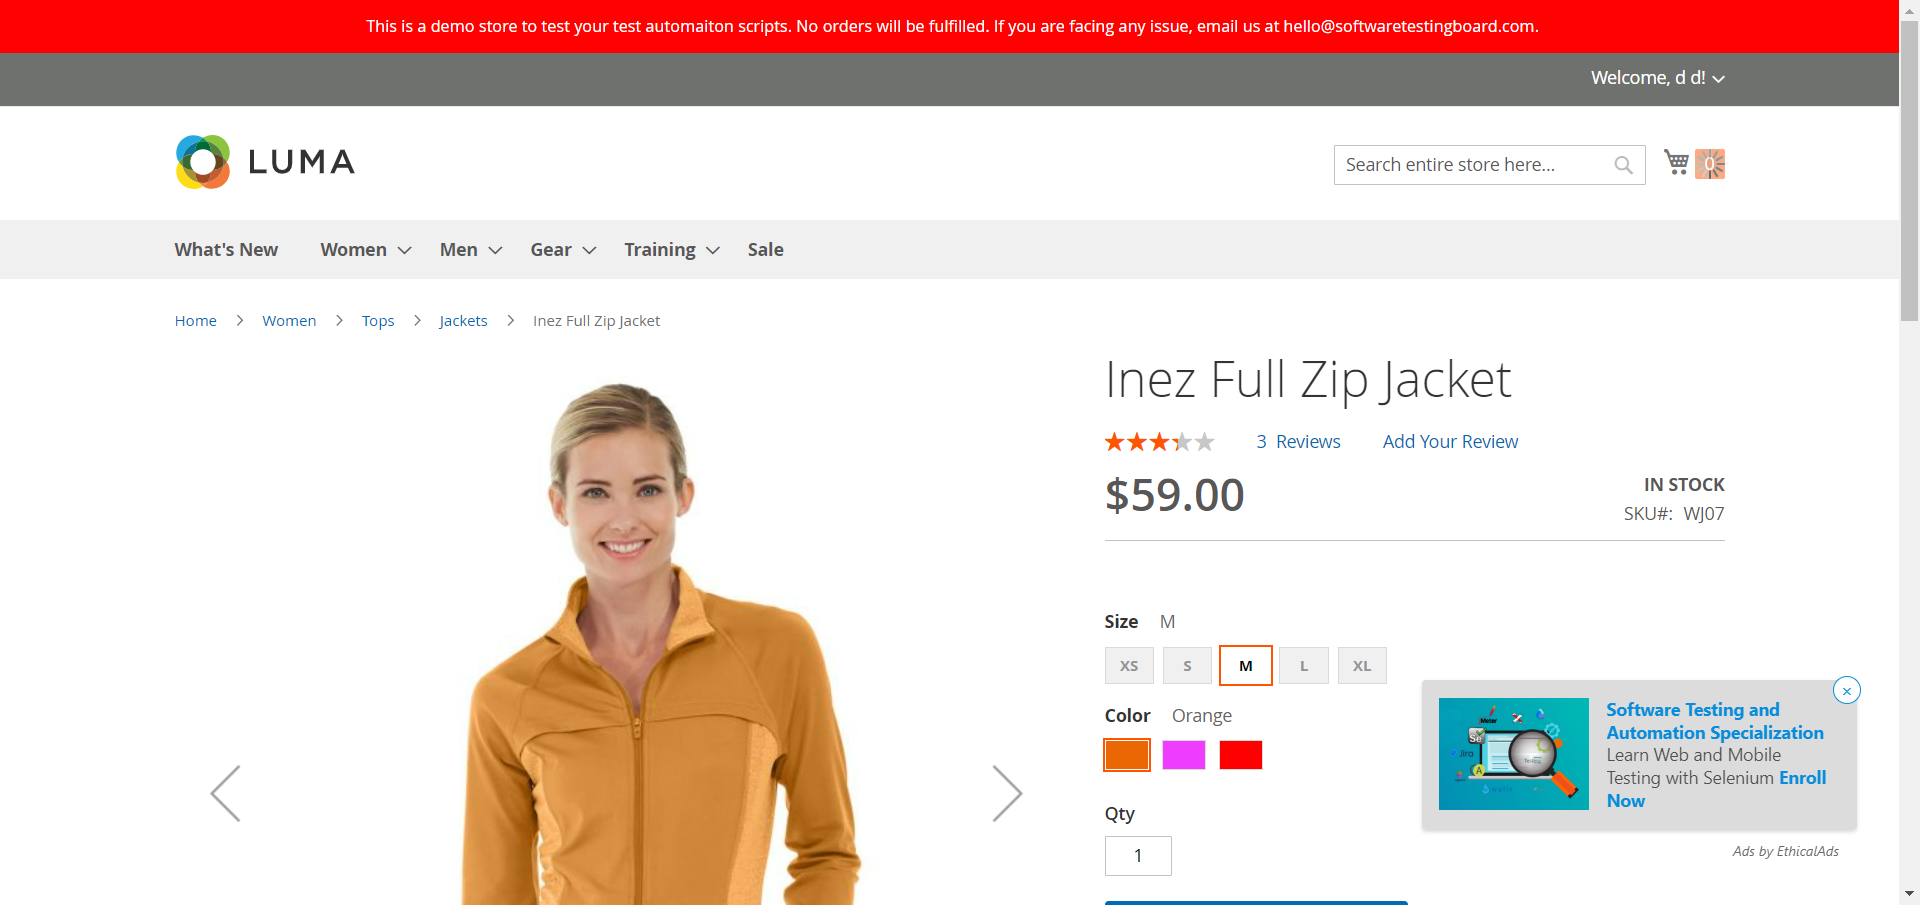 This is a demo store to test your test automaiton scripts. No orders will be fulfilled. If you are facing any issue, email us at hello@softwaretestingboard.com.
Welcome, d d!
LUMA
Search entire store here...
0
What's New
Women
Men
Gear
Training
Sale
Home
Women
Tops
Jackets
Inez Full Zip Jacket
Inez Full Zip Jacket
3 Reviews
Add Your Review
$59.00
IN STOCK
SKU#: WJ07
Size M
XS
S
M
L
XL
Color Orange
Qty
1
Software Testing and
Automation Specialization
Learn Web and Mobile
Testing with Selenium Enroll
Now
Meter
Se
Jira
A
Ads by EthicalAds